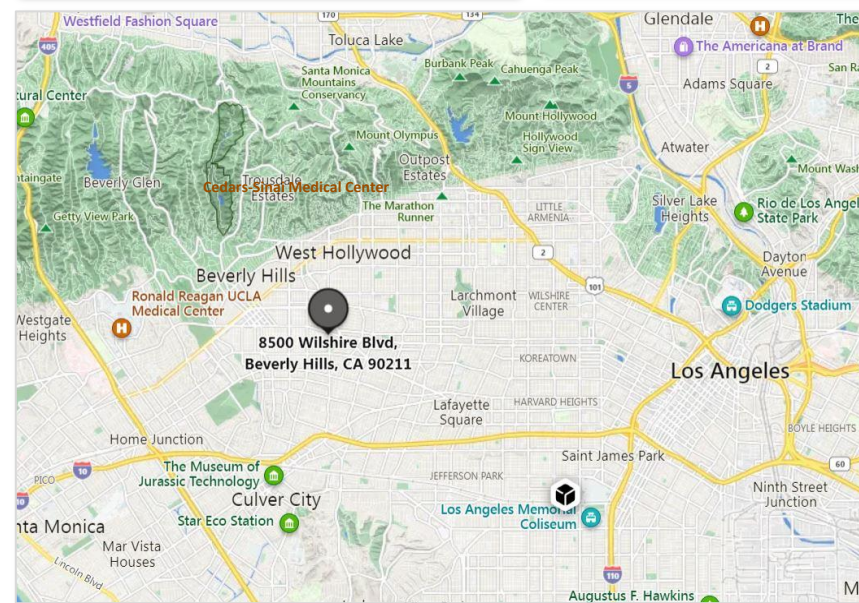 Westfield Fashion Square
170
134
Glendale
The
405
Toluca Lake
The Americana at Brand
Burbank Peak
Cahuenga Peak
2
San Ra
Santa Monica
Mountains
Conservancy
5
Adams Square
tural Center
Mount Hollywood
Mount Olympus
Hollywood
Sign View
Atwater
Outpost
Estates
Mount Wash
ntaingate
Beverly Glen
Trousdale
Estates
Cedars-Sinai Medical Center
Getty View Park
The Marathon
Runner
LITTLE
ARMENIA
Silver Lake
Heights
Rio de Los Angel
State Park
West Hollywood
2
Dayton
Avenue
Beverly Hills
101
Ronald Reagan UCLA
Medical Center
Larchmont
Village
WILSHIRE
CENTER
Dodgers Stadium
Westgate
Heights
8500 Wilshire Blvd,
Beverly Hills, CA 90211
KOREATOWN
Los Angeles
Lafayette
Square
HARVARD HEIGHTS
BOYLE HEIGHTS
Home Junction
10
Saint James Park
60
PICO
The Museum of
Jurassic Technology
JEFFERSON PARK
Ninth Street
Junction
10
Culver City
Los Angeles Memorial
Coliseum
Star Eco Station
nta Monica
Mar Vista
Houses
Lincoln Blvd
110
Augustus F. Hawkins
M
H
H